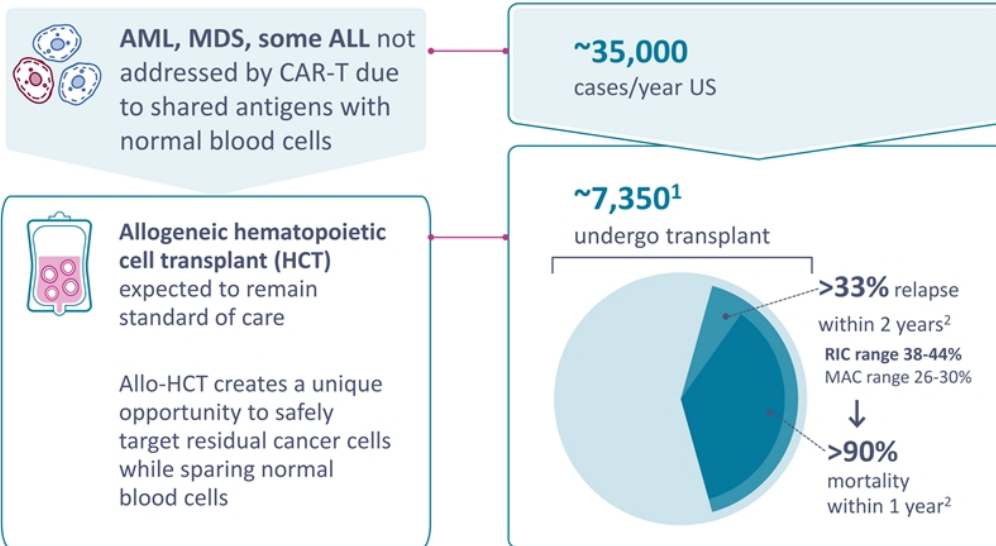 AML, MDS, some ALL not
addressed by CAR-T due
to shared antigens with
normal blood cells
~35,000
cases/year US
Allogeneic hematopoietic
cell transplant (HCT)
expected to remain
standard of care
Allo-HCT creates a unique
opportunity to safely
target residual cancer cells
while sparing normal
blood cells
~7,350¹
undergo transplant
>33% relapse
within 2 years²
RIC range 38-44%
MAC range 26-30%
>90%
mortality
within 1 year²